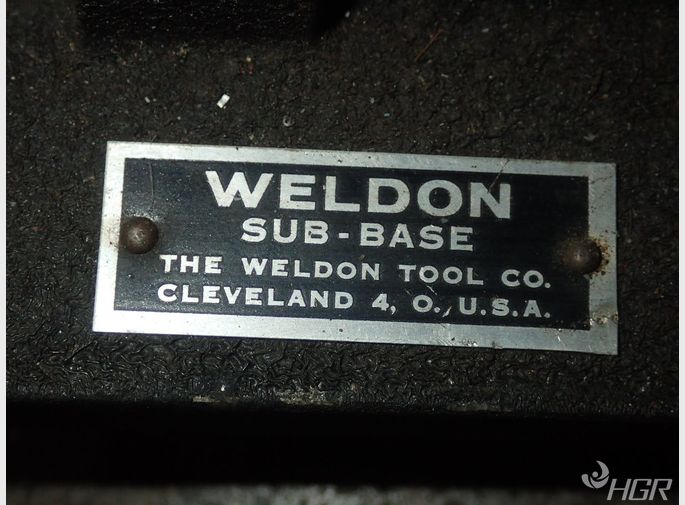 WELDON
SUB-BASE
THE WELDON TOOL CO.
CLEVELAND 4, O., U.S.A.
HGR